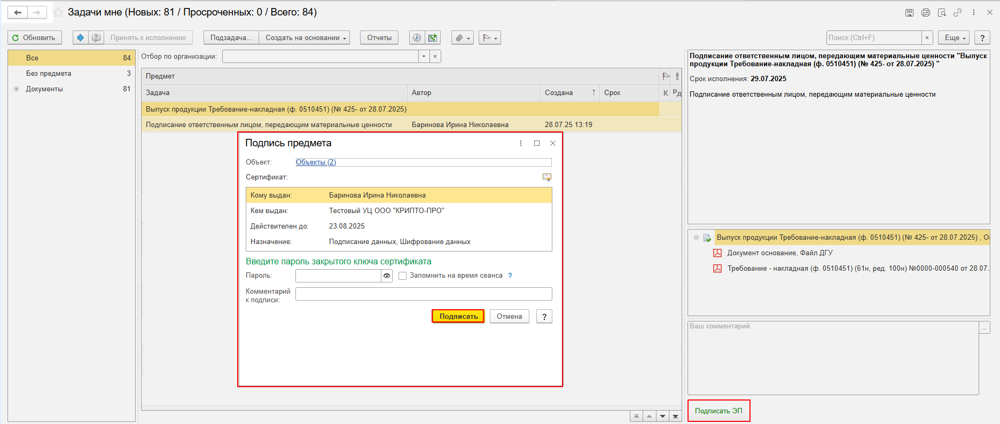 Задачи мне (Новых: 81 / Просроченных: 0 / Всего: 84)
Обновить
Принять к исполнению
Подзадача...
Создать на основании
Отчеты
Поиск (Ctrl+F)
×
Еще
?
Все 84
Без предмета 3
Документы 81
Отбор по организации:
Предмет
Задача Автор Создана ↑ Срок К Рд
Выпуск продукции Требование-накладная (ф. 0510451) (№ 425- от 28.07.2025)
Подписание ответственным лицом, передающим материальные ценности Баринова Ирина Николаевна 28.07.25 13:19
Подпись предмета
Объект: Объекты (2)
Сертификат:
Кому выдан: Баринова Ирина Николаевна
Кем выдан: Тестовый УЦ ООО "КРИПТО-ПРО"
Действителен до: 23.08.2025
Назначение: Подписание данных, Шифрование данных
Введите пароль закрытого ключа сертификата
Пароль: Запомнить на время сеанса ?
Комментарий
к подписи:
Подписать Отмена ?
Подписание ответственным лицом, передающим материальные ценности "Выпуск
продукции Требование-накладная (ф. 0510451) (№ 425- от 28.07.2025) "
Срок исполнения: 29.07.2025
Подписание ответственным лицом, передающим материальные ценности
Выпуск продукции Требование-накладная (ф. 0510451) (№ 425- от 28.07.2025) , О
Документ основание, Файл ДГУ
Требование - накладная (ф. 0510451) (61н, ред. 100н) №0000-000540 от 28.07.
Ваш комментарий
...
Подписать ЭП